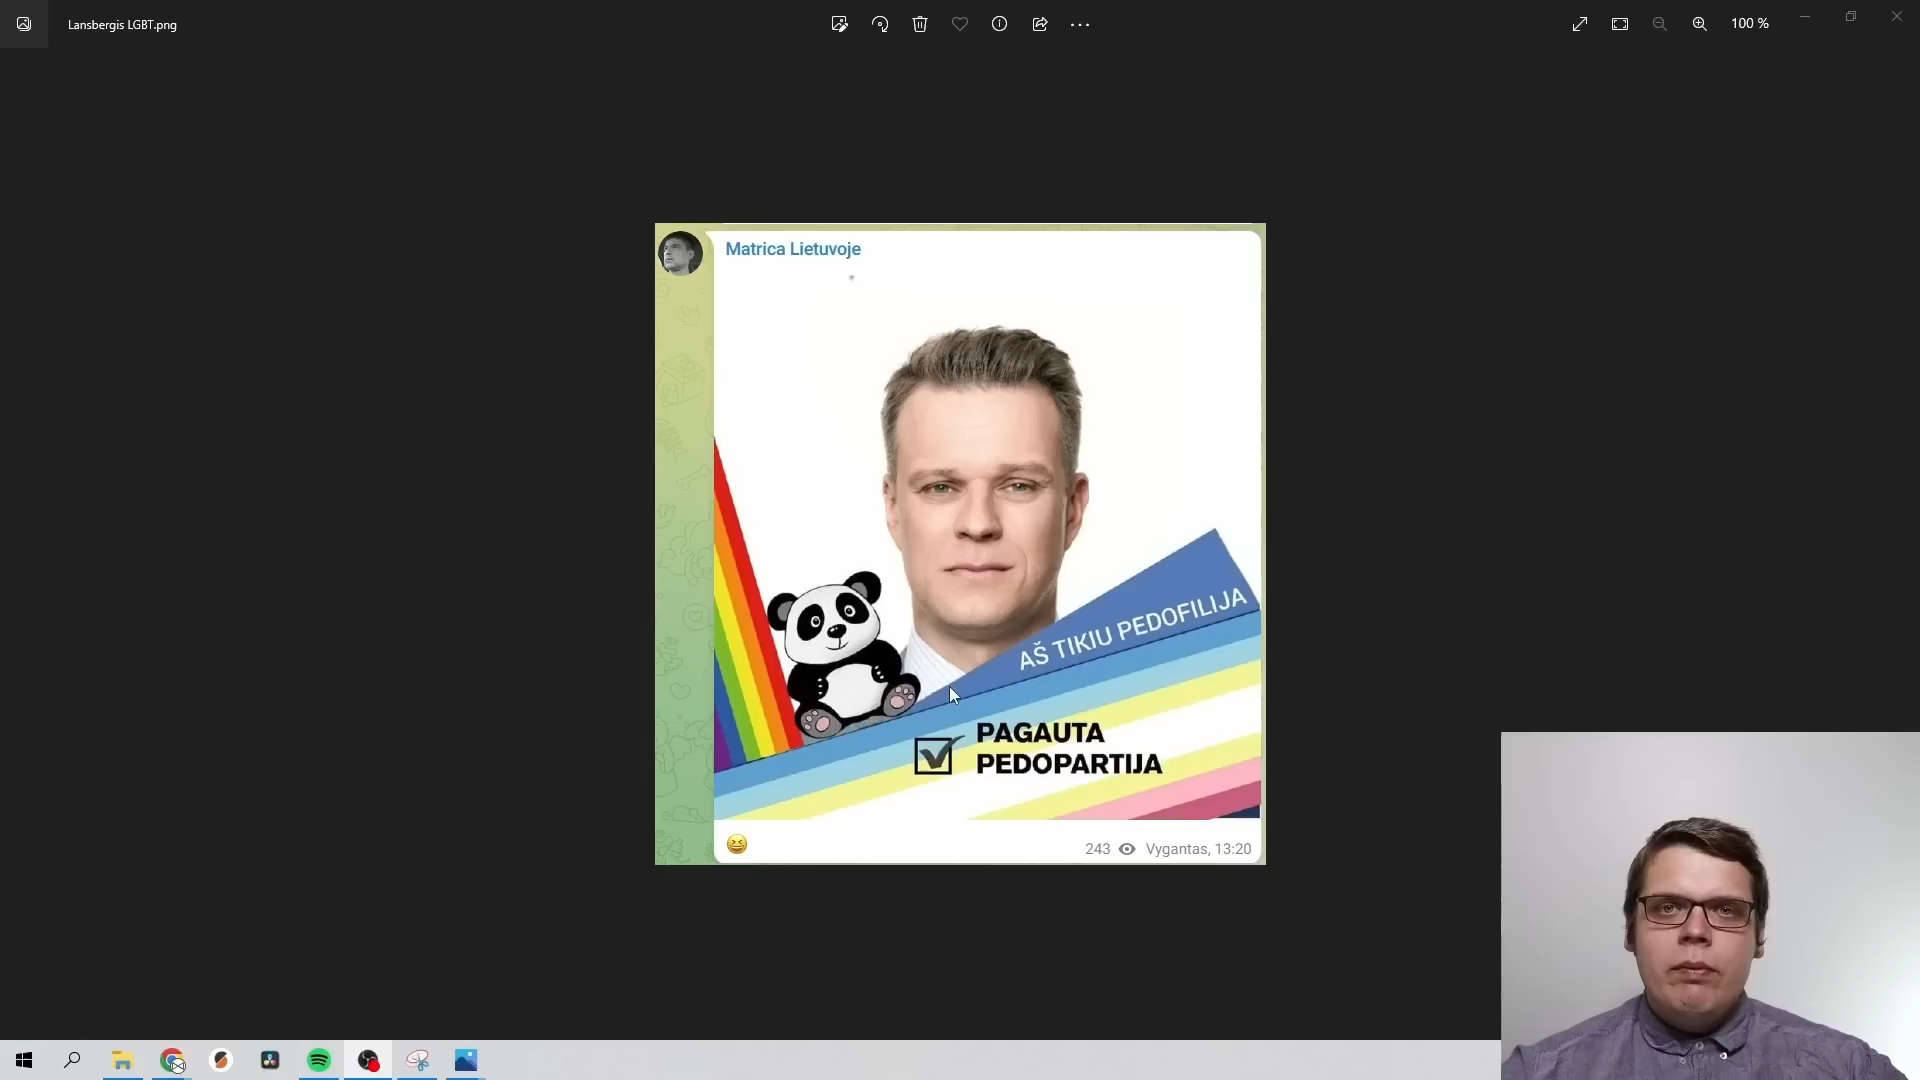 Lansbergis LGBT.png
100 %
Matrica Lietuvoje
AŠ TIKIU PEDOFILIJA
PAGAUTA
PEDOPARTIJA
243 Vygantas, 13:20